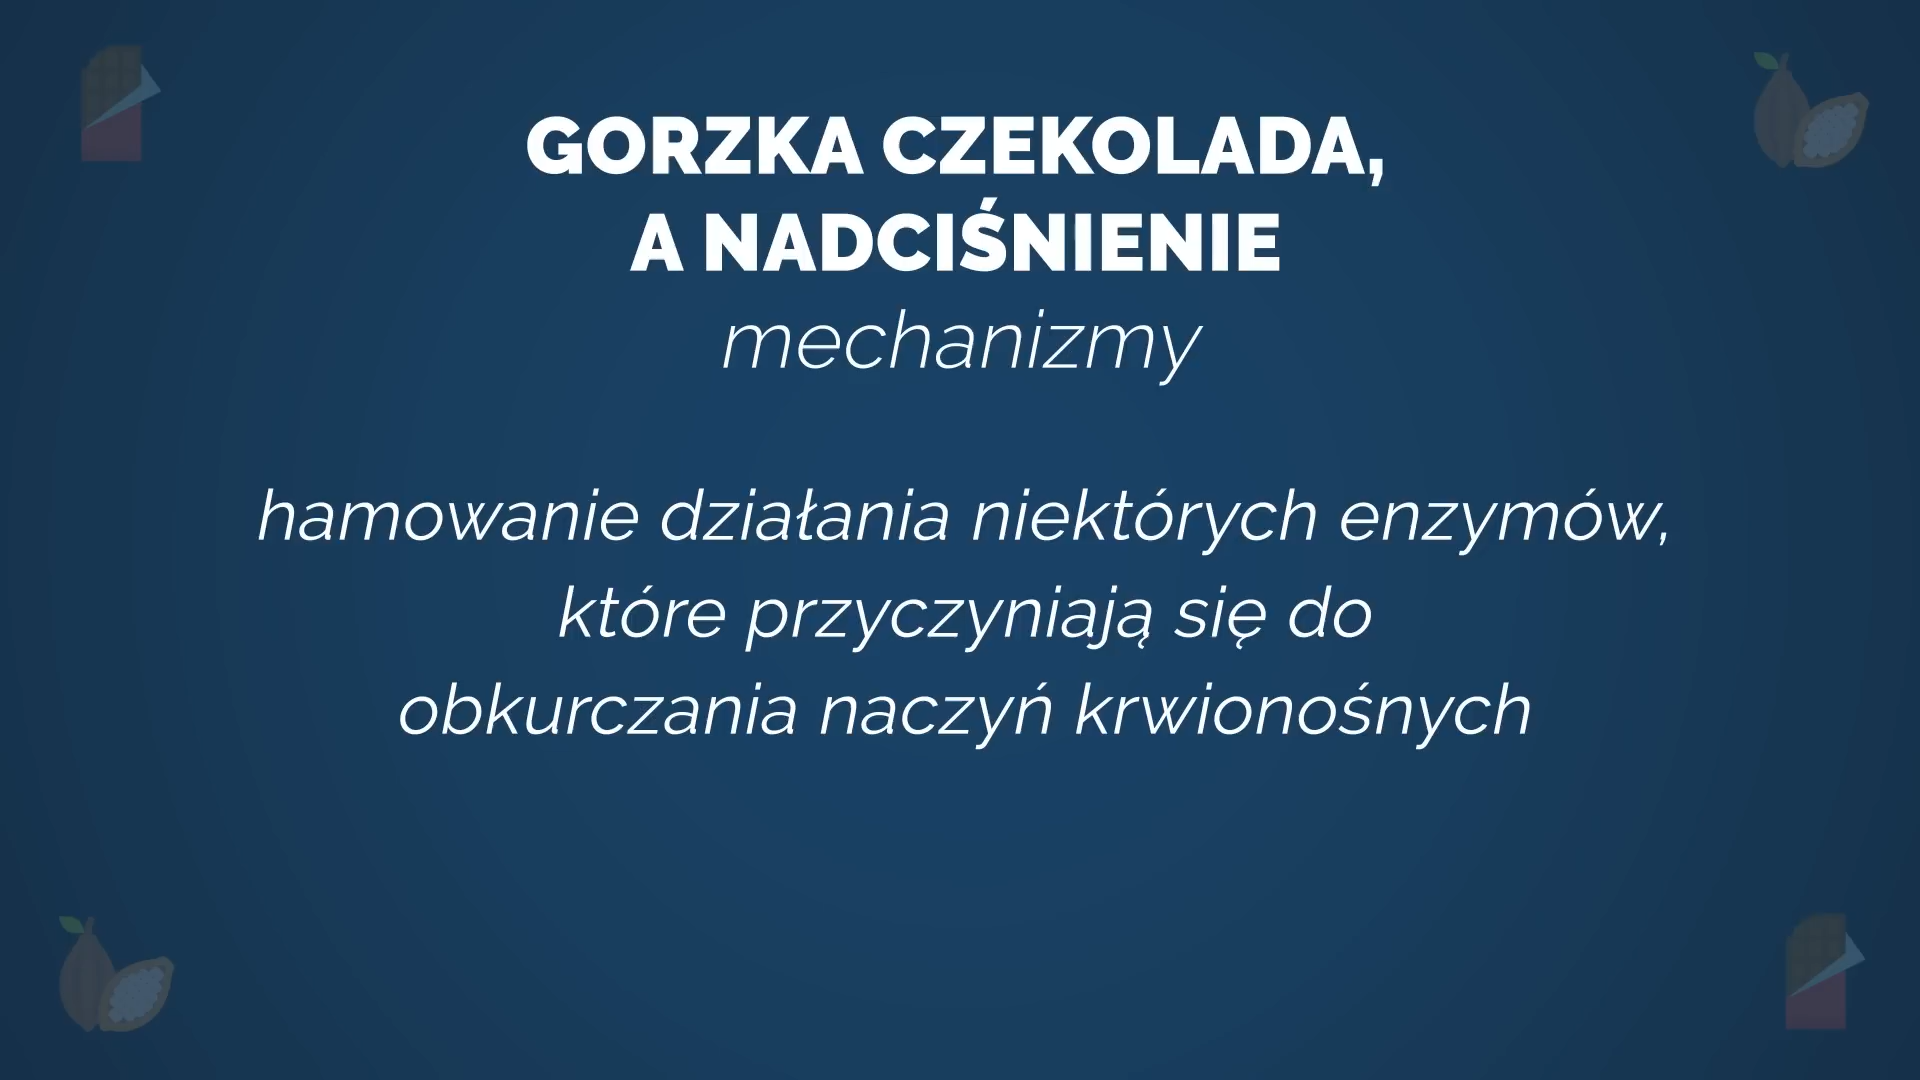 GORZKA CZEKOLADA,
A NADCIŚNIENIE
mechanizmy
hamowanie działania niektórych enzymów,
które przyczyniają się do
obkurczania naczyń krwionośnych